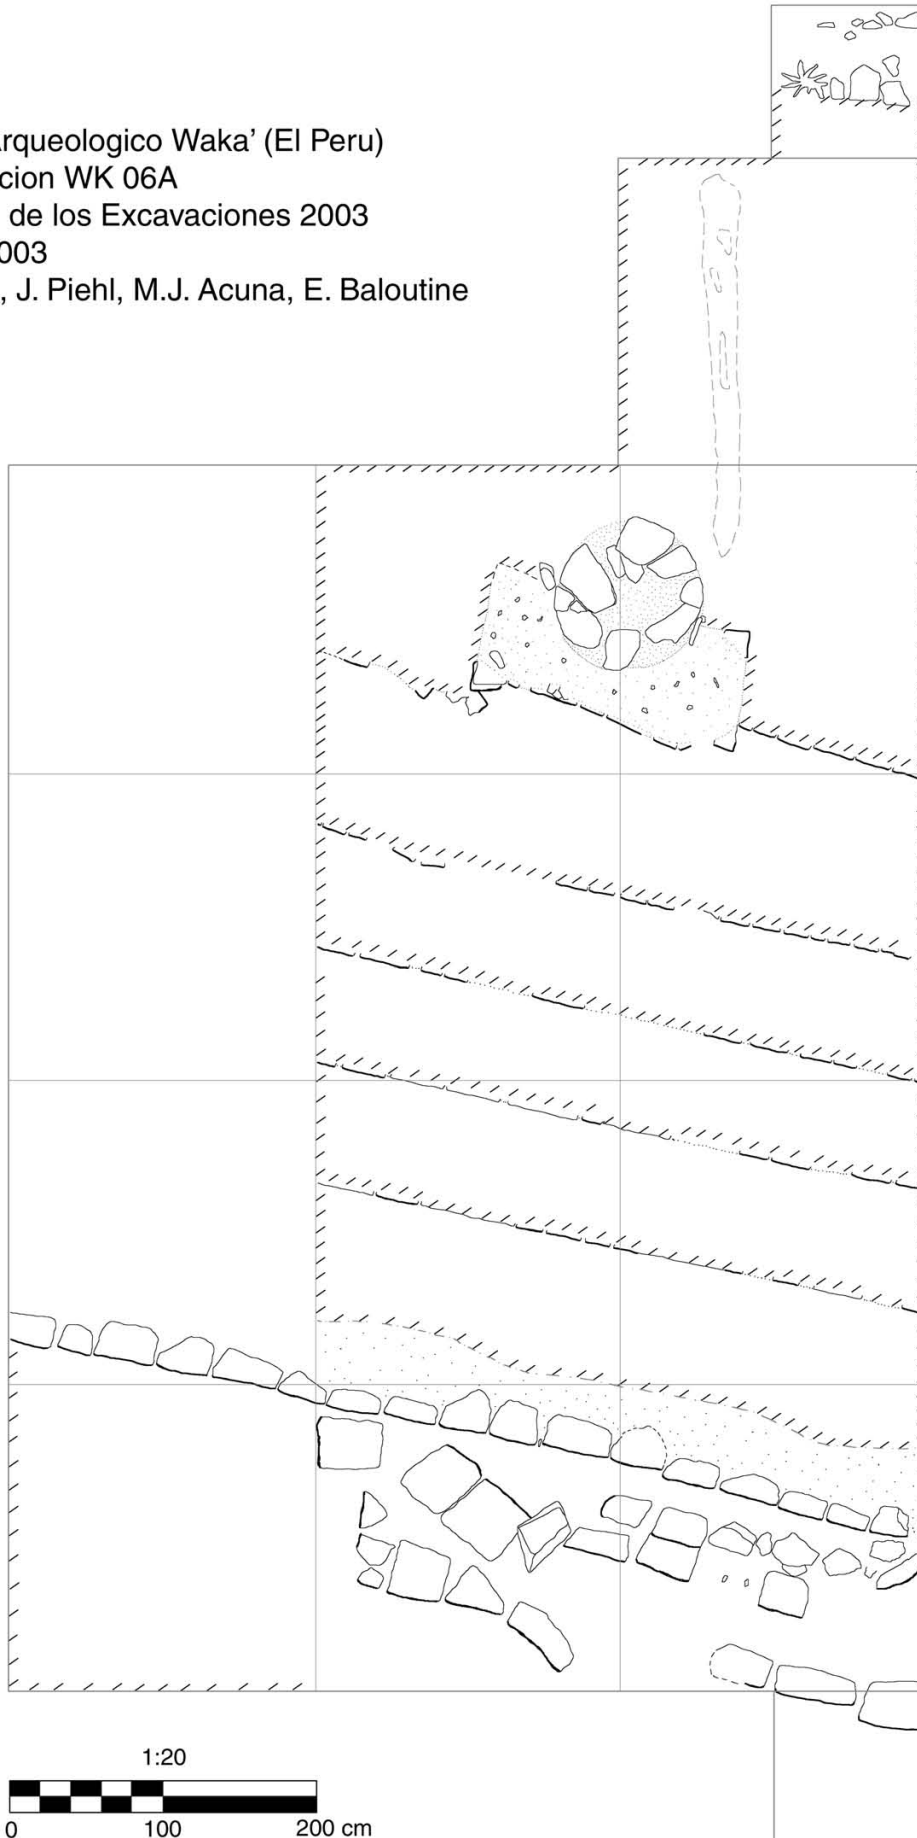 Arqueologico Waka’ (El Peru)
cion WK 06A
de los Excavaciones 2003
003
, J. Piehl, M.J. Acuna, E. Baloutine
1:20
0 100 200 cm